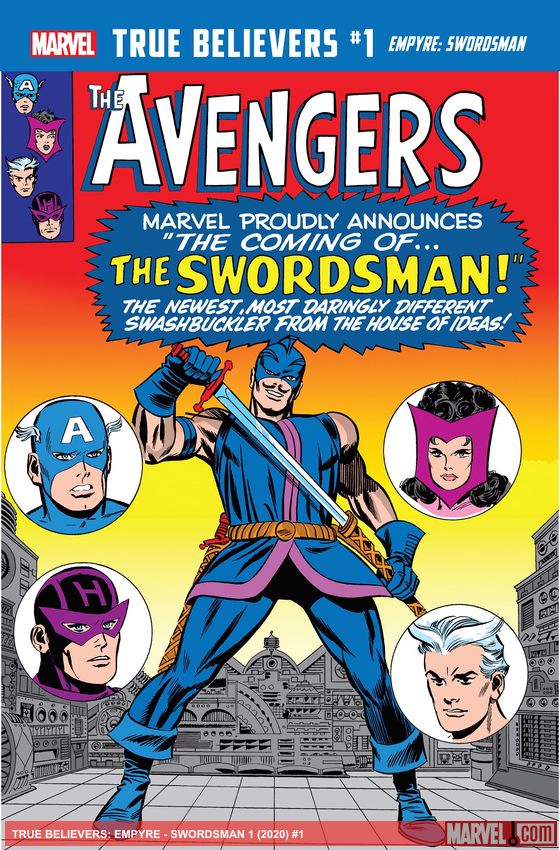 MARVEL TRUE BELIEVERS #1 EMPYRE: SWORDSMAN
A
THE AVENGERS
MARVEL PROUDLY ANNOUNCES
"THE COMING OF...
THE SWORDSMAN!"
THE NEWEST, MOST DARINGLY DIFFERENT
SWASHBUCKLER FROM THE HOUSE OF IDEAS!
A
H
TRUE BELIEVERS: EMPYRE - SWORDSMAN 1 (2020) #1
MARVEL.com